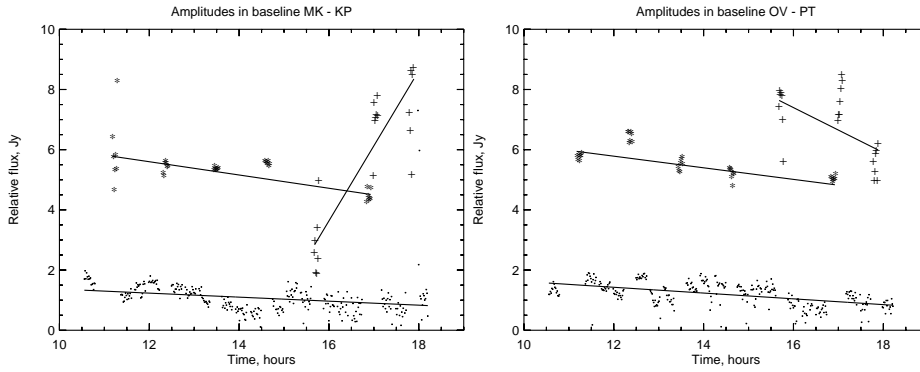 Amplitudes in baseline MK - KP
10
8
6
4
2
0
Relative flux, Jy
10 12 14 16 18
Time, hours
Amplitudes in baseline OV - PT
10
8
6
4
2
0
Relative flux, Jy
10 12 14 16 18
Time, hours